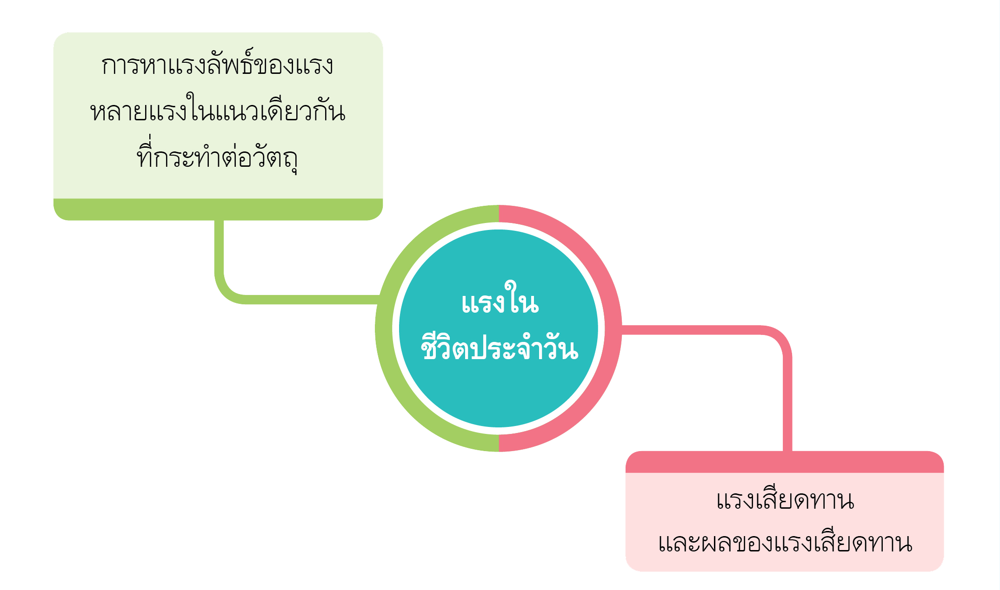 การหาแรงลัพธ์ของแรง
หลายแรงในแนวเดียวกัน
ที่กระทำต่อวัตถุ
แรงใน
ชีวิตประจำวัน
แรงเสียดทาน
และผลของแรงเสียดทาน